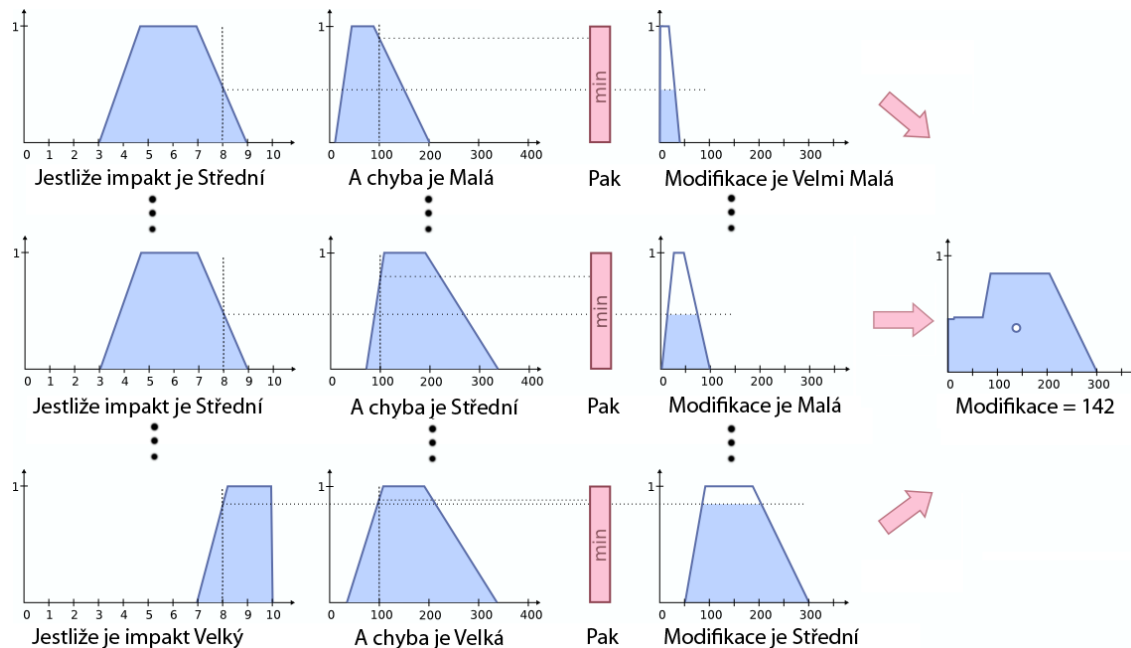 1 1 min 1
0 1 2 3 4 5 6 7 8 9 10 0 100 200 300 400 0 100 200 300
Jestliže impakt je Střední A chyba je Malá Pak Modifikace je Velmi Malá
1 1 min 1 1
0 1 2 3 4 5 6 7 8 9 10 0 100 200 300 400 0 100 200 300 0 100 200 300
Jestliže impakt je Střední A chyba je Střední Pak Modifikace je Malá Modifikace = 142
1 1 min 1
0 1 2 3 4 5 6 7 8 9 10 0 100 200 300 400 0 100 200 300
Jestliže je impakt Velký A chyba je Velká Pak Modifikace je Střední